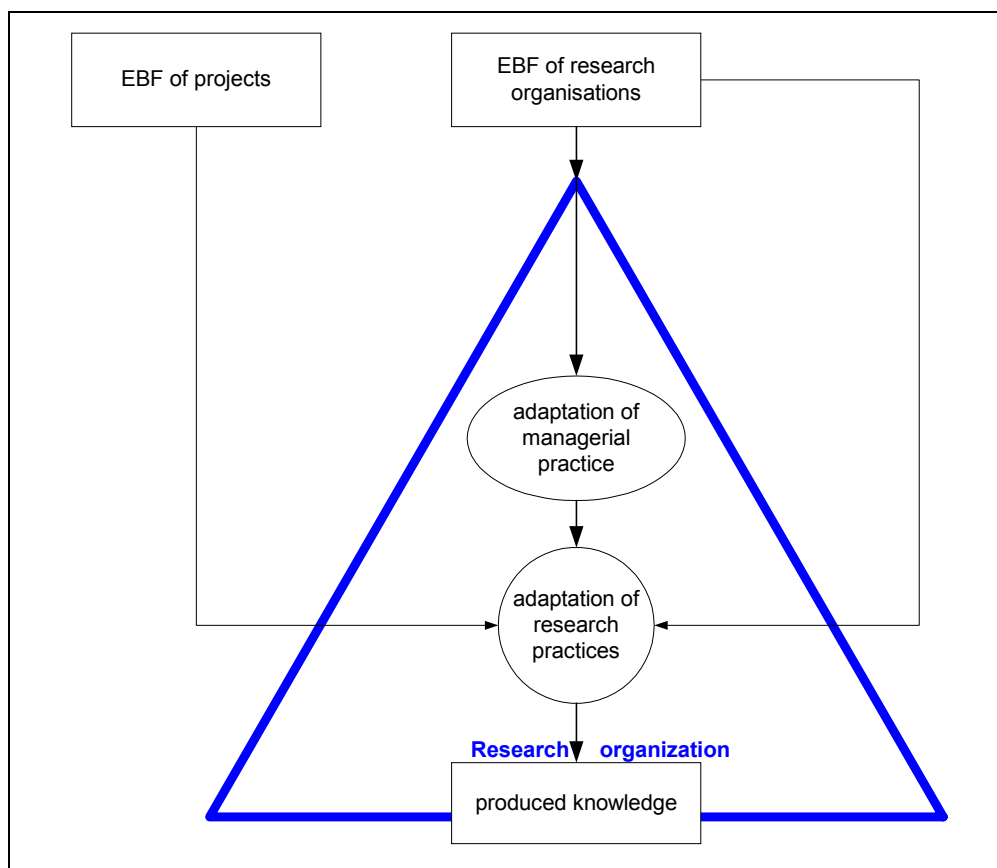 EBF of projects
EBF of research
organisations
adaptation of
managerial
practice
adaptation of
research
practices
Research organization
produced knowledge